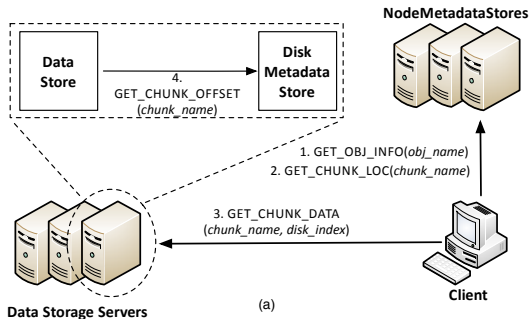 NodeMetadataStores
Data
Store
4.
GET_CHUNK_OFFSET
(chunk_name)
Disk
Metadata
Store
1. GET_OBJ_INFO(obj_name)
2. GET_CHUNK_LOC(chunk_name)
3. GET_CHUNK_DATA
(chunk_name, disk_index)
Client
Data Storage Servers
(a)